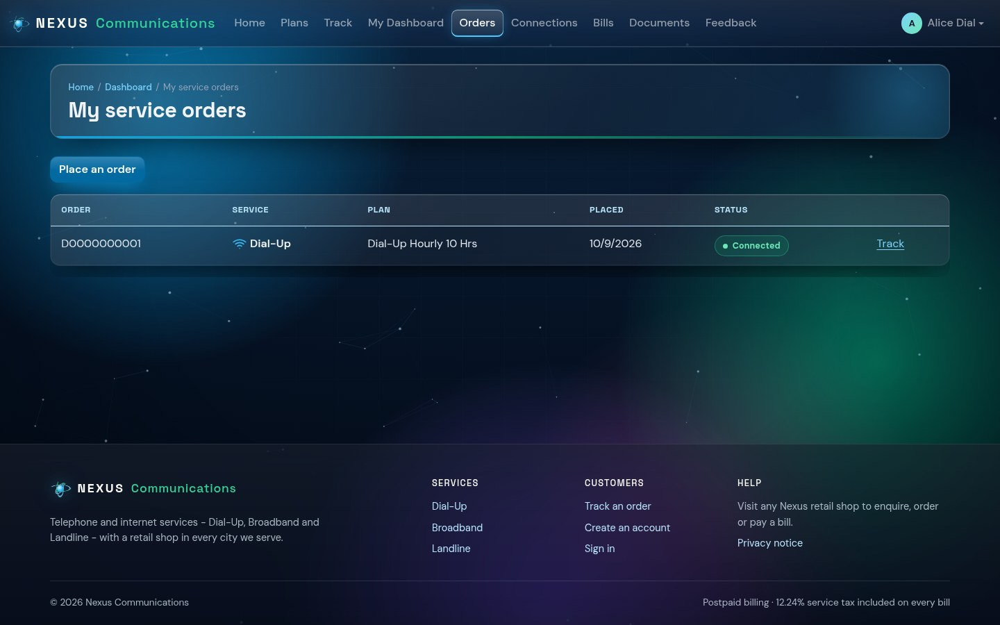 NEXUS Communications Home Plans Track My Dashboard Orders Connections Bills Documents Feedback A Alice Dial
Home / Dashboard / My service orders
My service orders
Place an order
ORDER SERVICE PLAN PLACED STATUS
D0000000001 Dial-Up Dial-Up Hourly 10 Hrs 10/9/2026 Connected Track
NEXUS Communications
Telephone and internet services - Dial-Up, Broadband and
Landline - with a retail shop in every city we serve.
SERVICES
Dial-Up
Broadband
Landline
CUSTOMERS
Track an order
Create an account
Sign in
HELP
Visit any Nexus retail shop to enquire, order
or pay a bill.
Privacy notice
© 2026 Nexus Communications
Postpaid billing · 12.24% service tax included on every bill